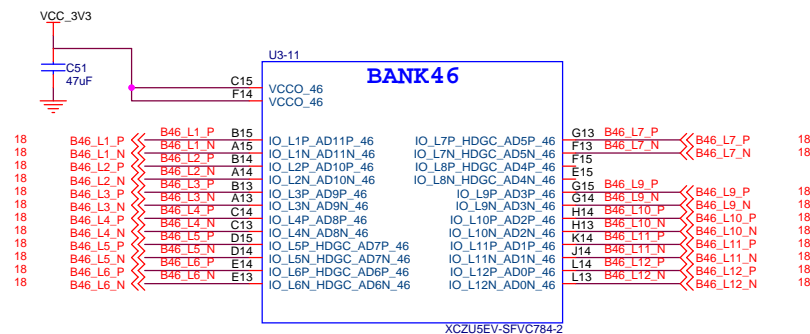 VCC_3V3
C51
47uF
U3-11
BANK46
C15 VCCO_46
F14 VCCO_46
18 B46_L1_P B46_L1_P B15 IO_L1P_AD11P_46 IO_L7P_HDGC_AD5P_46 G13 B46_L7_P B46_L7_P 18
18 B46_L1_N B46_L1_N A15 IO_L1N_AD11N_46 IO_L7N_HDGC_AD5N_46 F13 B46_L7_N B46_L7_N 18
18 B46_L2_P B46_L2_P B14 IO_L2P_AD10P_46 IO_L8P_HDGC_AD4P_46 F15
18 B46_L2_N B46_L2_N A14 IO_L2N_AD10N_46 IO_L8N_HDGC_AD4N_46 E15
18 B46_L3_P B46_L3_P B13 IO_L3P_AD9P_46 IO_L9P_AD3P_46 G15 B46_L9_P B46_L9_P 18
18 B46_L3_N B46_L3_N A13 IO_L3N_AD9N_46 IO_L9N_AD3N_46 G14 B46_L9_N B46_L9_N 18
18 B46_L4_P B46_L4_P C14 IO_L4P_AD8P_46 IO_L10P_AD2P_46 H14 B46_L10_P B46_L10_P 18
18 B46_L4_N B46_L4_N C13 IO_L4N_AD8N_46 IO_L10N_AD2N_46 H13 B46_L10_N B46_L10_N 18
18 B46_L5_P B46_L5_P D15 IO_L5P_HDGC_AD7P_46 IO_L11P_AD1P_46 K14 B46_L11_P B46_L11_P 18
18 B46_L5_N B46_L5_N D14 IO_L5N_HDGC_AD7N_46 IO_L11N_AD1N_46 J14 B46_L11_N B46_L11_N 18
18 B46_L6_P B46_L6_P E14 IO_L6P_HDGC_AD6P_46 IO_L12P_AD0P_46 L14 B46_L12_P B46_L12_P 18
18 B46_L6_N B46_L6_N E13 IO_L6N_HDGC_AD6N_46 IO_L12N_AD0N_46 L13 B46_L12_N B46_L12_N 18
XCZU5EV-SFVC784-2